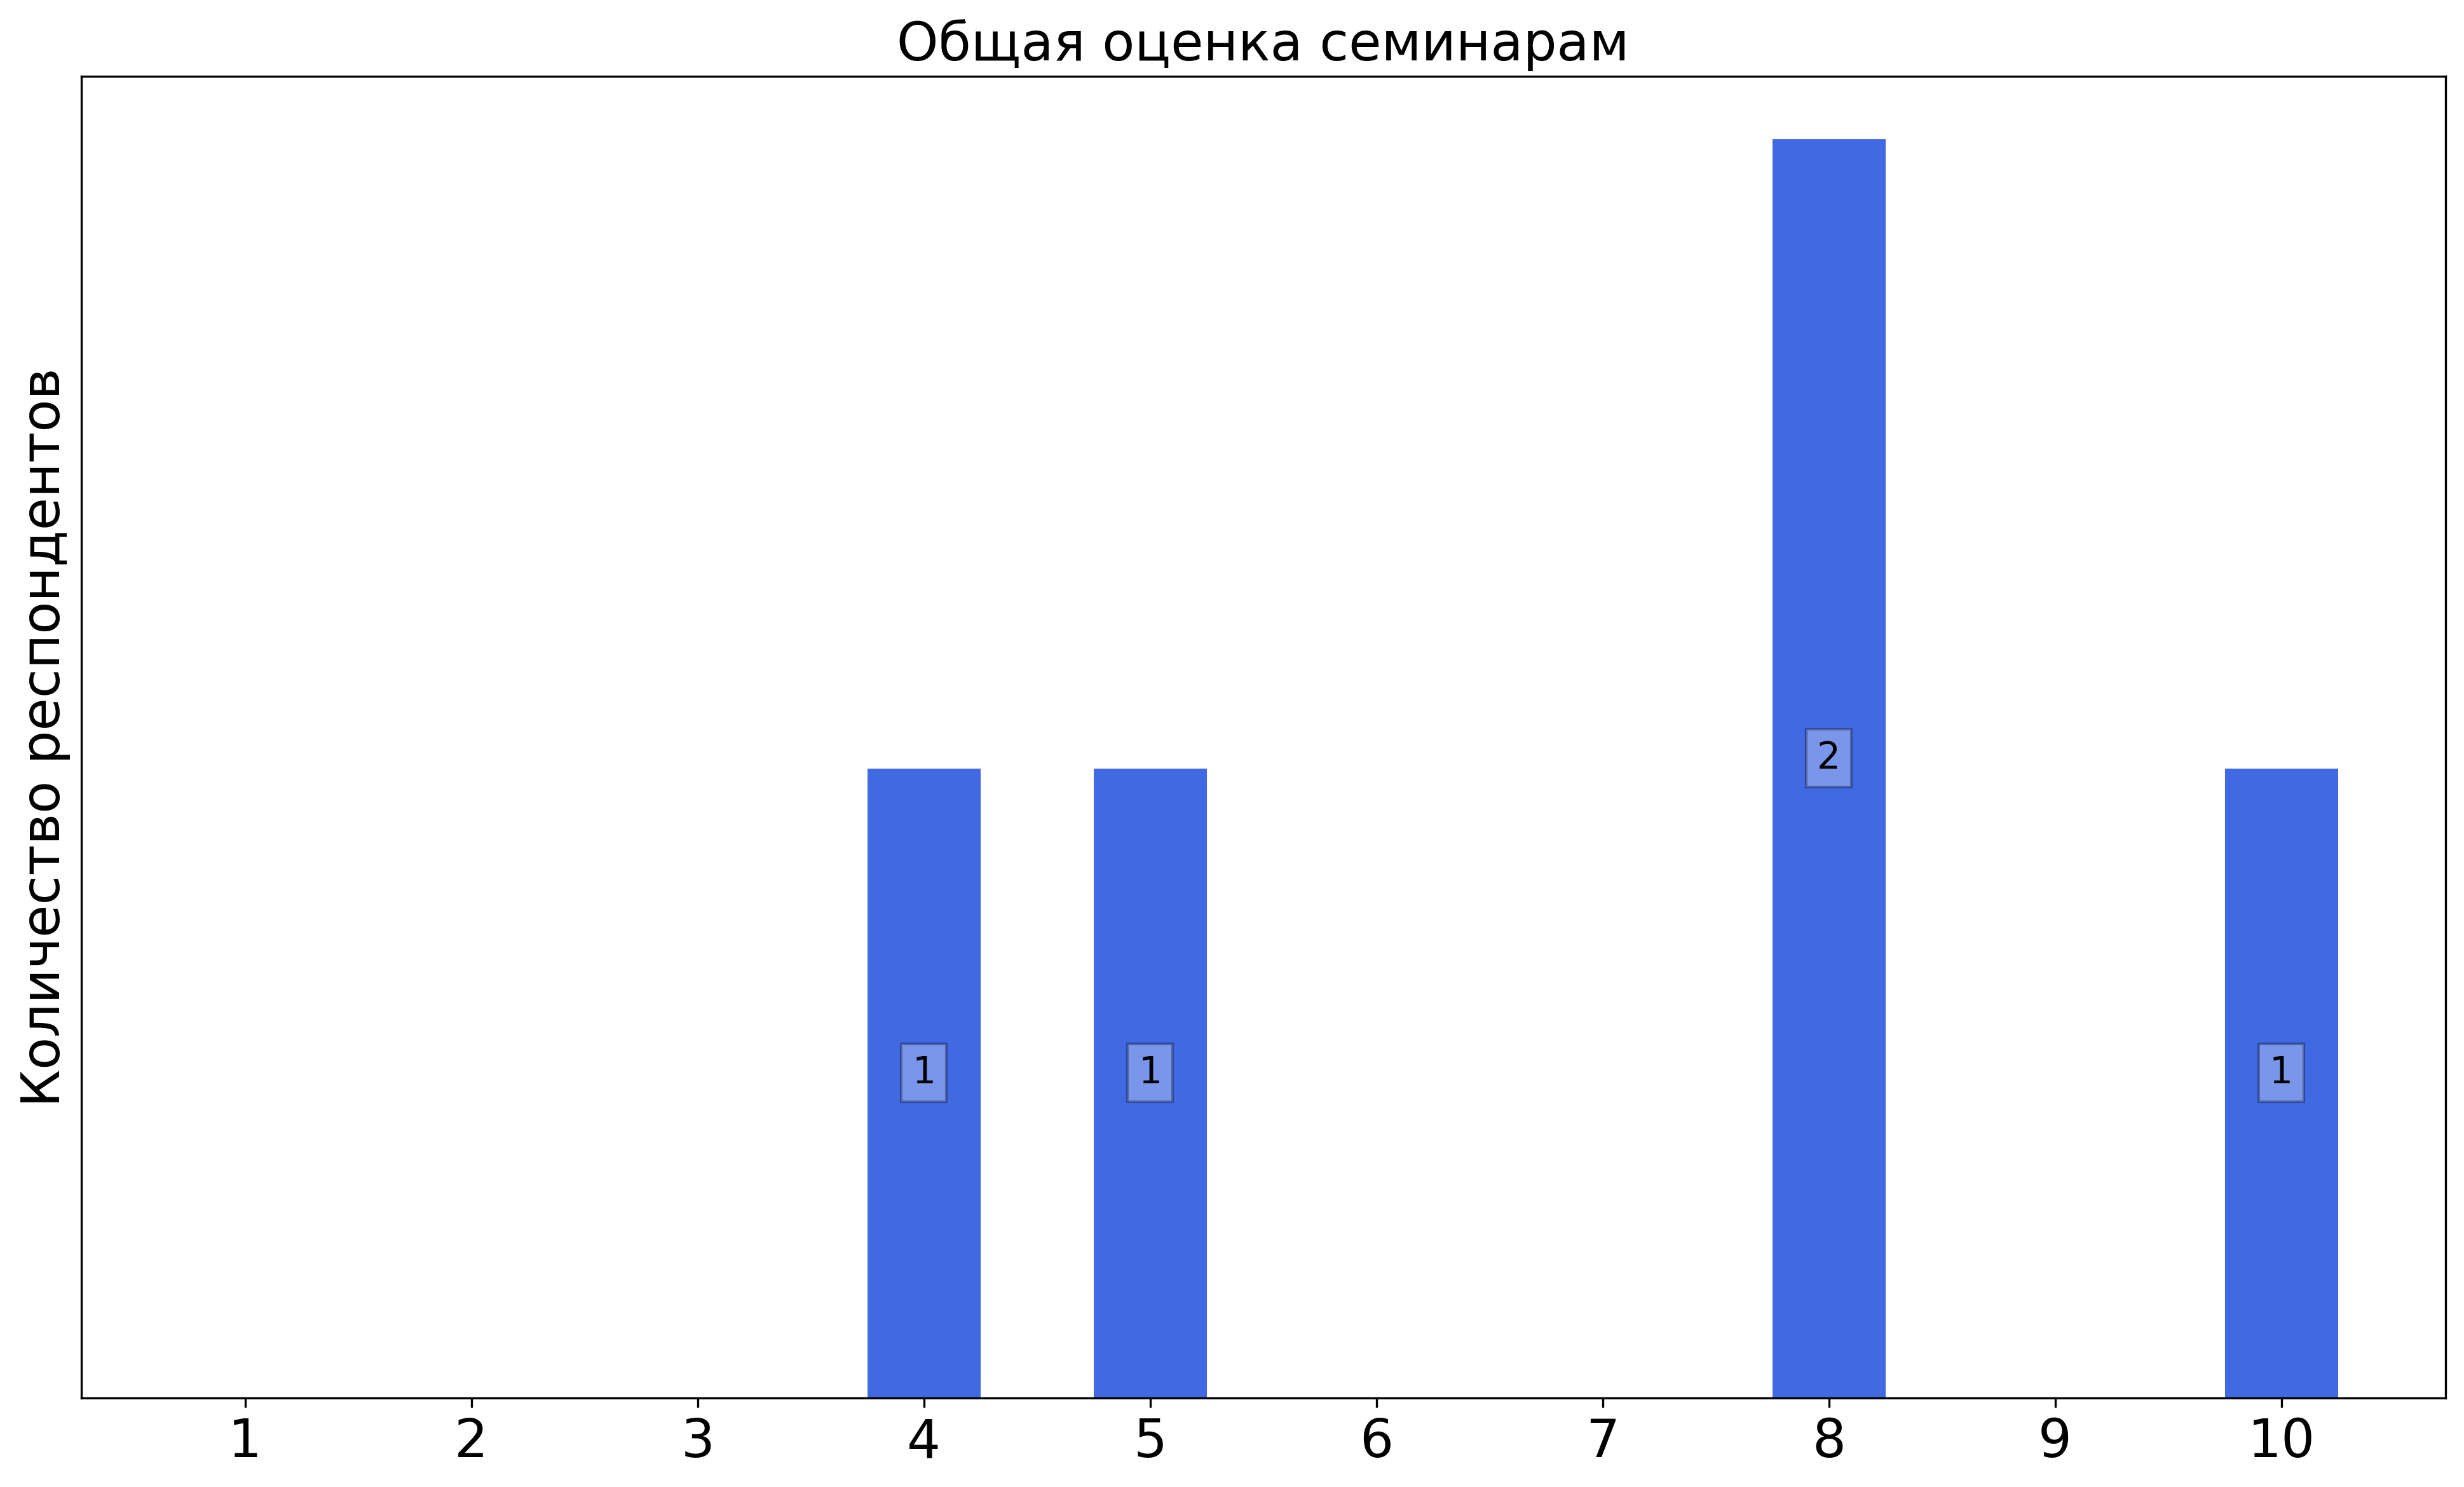 Общая оценка семинарам
Количество респондентов
2
1 1 1
1 2 3 4 5 6 7 8 9 10